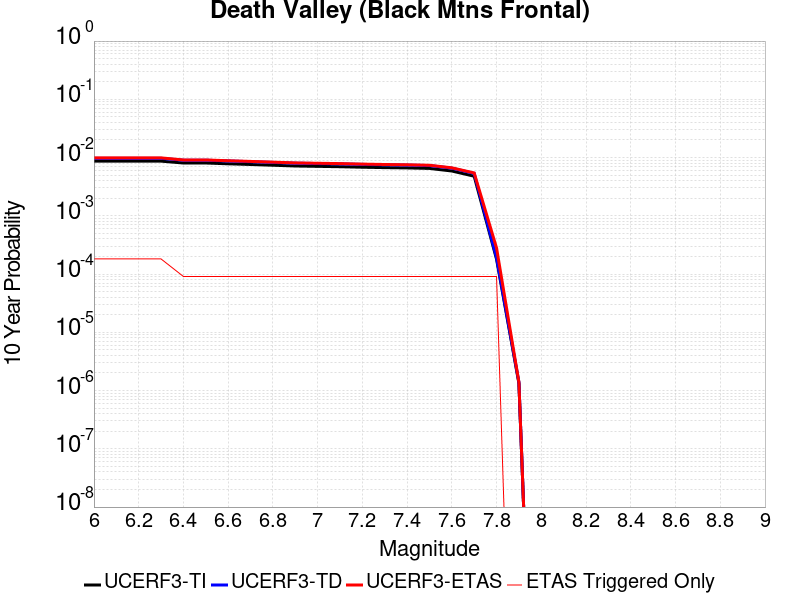 Death Valley (Black Mtns Frontal)
10^0
10^-1
10^-2
10^-3
10^-4
10^-5
10^-6
10^-7
10^-8
10 Year Probability
6 6.2 6.4 6.6 6.8 7 7.2 7.4 7.6 7.8 8 8.2 8.4 8.6 8.8 9
Magnitude
UCERF3-TI UCERF3-TD UCERF3-ETAS ETAS Triggered Only